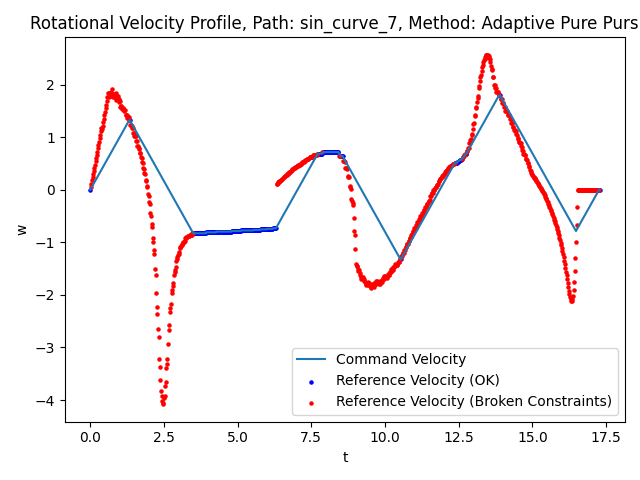 Rotational Velocity Profile, Path: sin_curve_7, Method: Adaptive Pure Purs
w
2
1
0
−1
−2
−3
−4
0.0 2.5 5.0 7.5 10.0 12.5 15.0 17.5
t
Command Velocity
Reference Velocity (OK)
Reference Velocity (Broken Constraints)